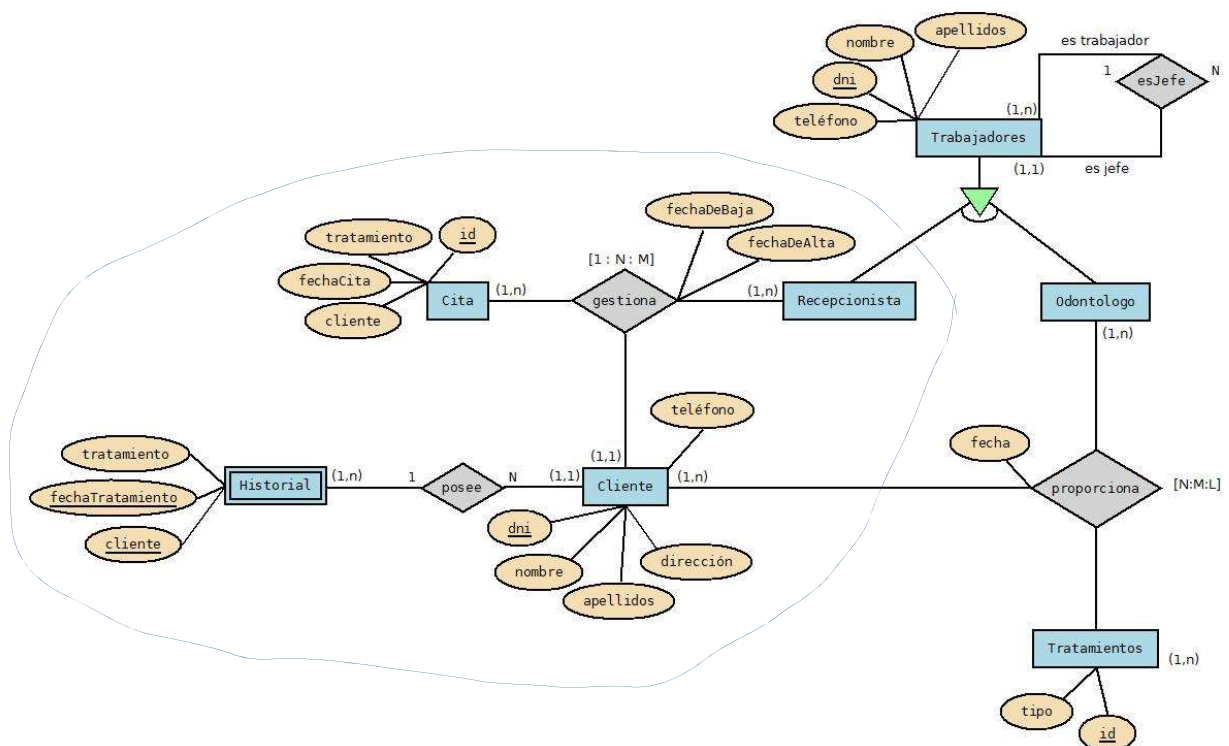 apellidos
nombre
es trabajador
dni
1
esJefe
N
teléfono
(1,n)
Trabajadores
(1,1)
es jefe
fechaDeBaja
tratamiento
id
fechaDeAlta
[1 : N : M]
fechaCita
(1,n)
Cita
gestiona
(1,n)
Recepcionista
Odontologo
cliente
(1,n)
teléfono
fecha
tratamiento
(1,1)
(1,n)
1
N
(1,1)
(1,n)
Historial
posee
Cliente
proporciona
[N:M:L]
fechaTratamiento
dni
cliente
nombre
dirección
apellidos
Tratamientos
(1,n)
tipo
id